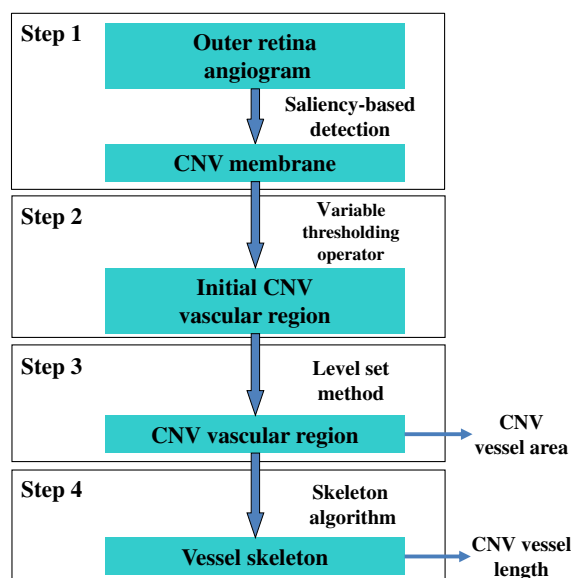 Step 1
Outer retina
angiogram
Saliency-based
detection
CNV membrane
Step 2
Variable
thresholding
operator
Initial CNV
vascular region
Step 3
Level set
method
CNV vascular region
CNV
vessel area
Step 4
Skeleton
algorithm
Vessel skeleton
CNV vessel
length